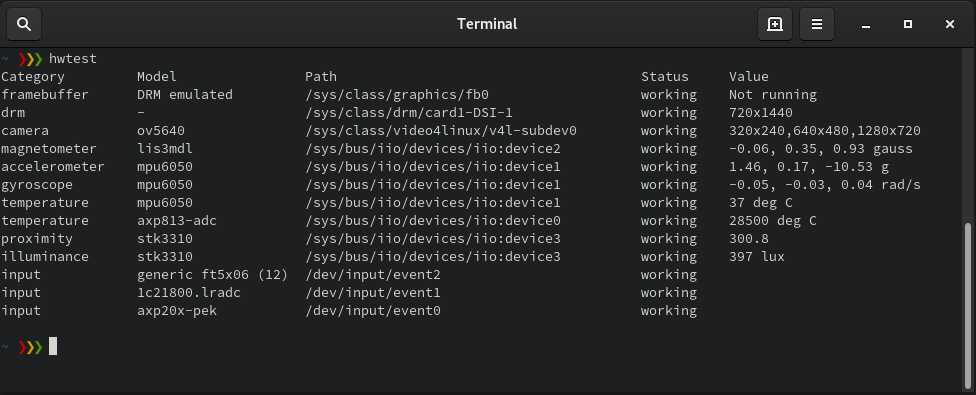 Terminal
~ ❯❯❯ hwtest
Category Model Path Status Value
framebuffer DRM emulated /sys/class/graphics/fb0 working Not running
drm - /sys/class/drm/card1-DSI-1 working 720x1440
camera ov5640 /sys/class/video4linux/v4l-subdev0 working 320x240,640x480,1280x720
magnetometer lis3mdl /sys/bus/iio/devices/iio:device2 working -0.06, 0.35, 0.93 gauss
accelerometer mpu6050 /sys/bus/iio/devices/iio:device1 working 1.46, 0.17, -10.53 g
gyroscope mpu6050 /sys/bus/iio/devices/iio:device1 working -0.05, -0.03, 0.04 rad/s
temperature mpu6050 /sys/bus/iio/devices/iio:device1 working 37 deg C
temperature axp813-adc /sys/bus/iio/devices/iio:device0 working 28500 deg C
proximity stk3310 /sys/bus/iio/devices/iio:device3 working 300.8
illuminance stk3310 /sys/bus/iio/devices/iio:device3 working 397 lux
input generic ft5x06 (12) /dev/input/event2 working
input 1c21800.lradc /dev/input/event1 working
input axp20x-pek /dev/input/event0 working
~ ❯❯❯